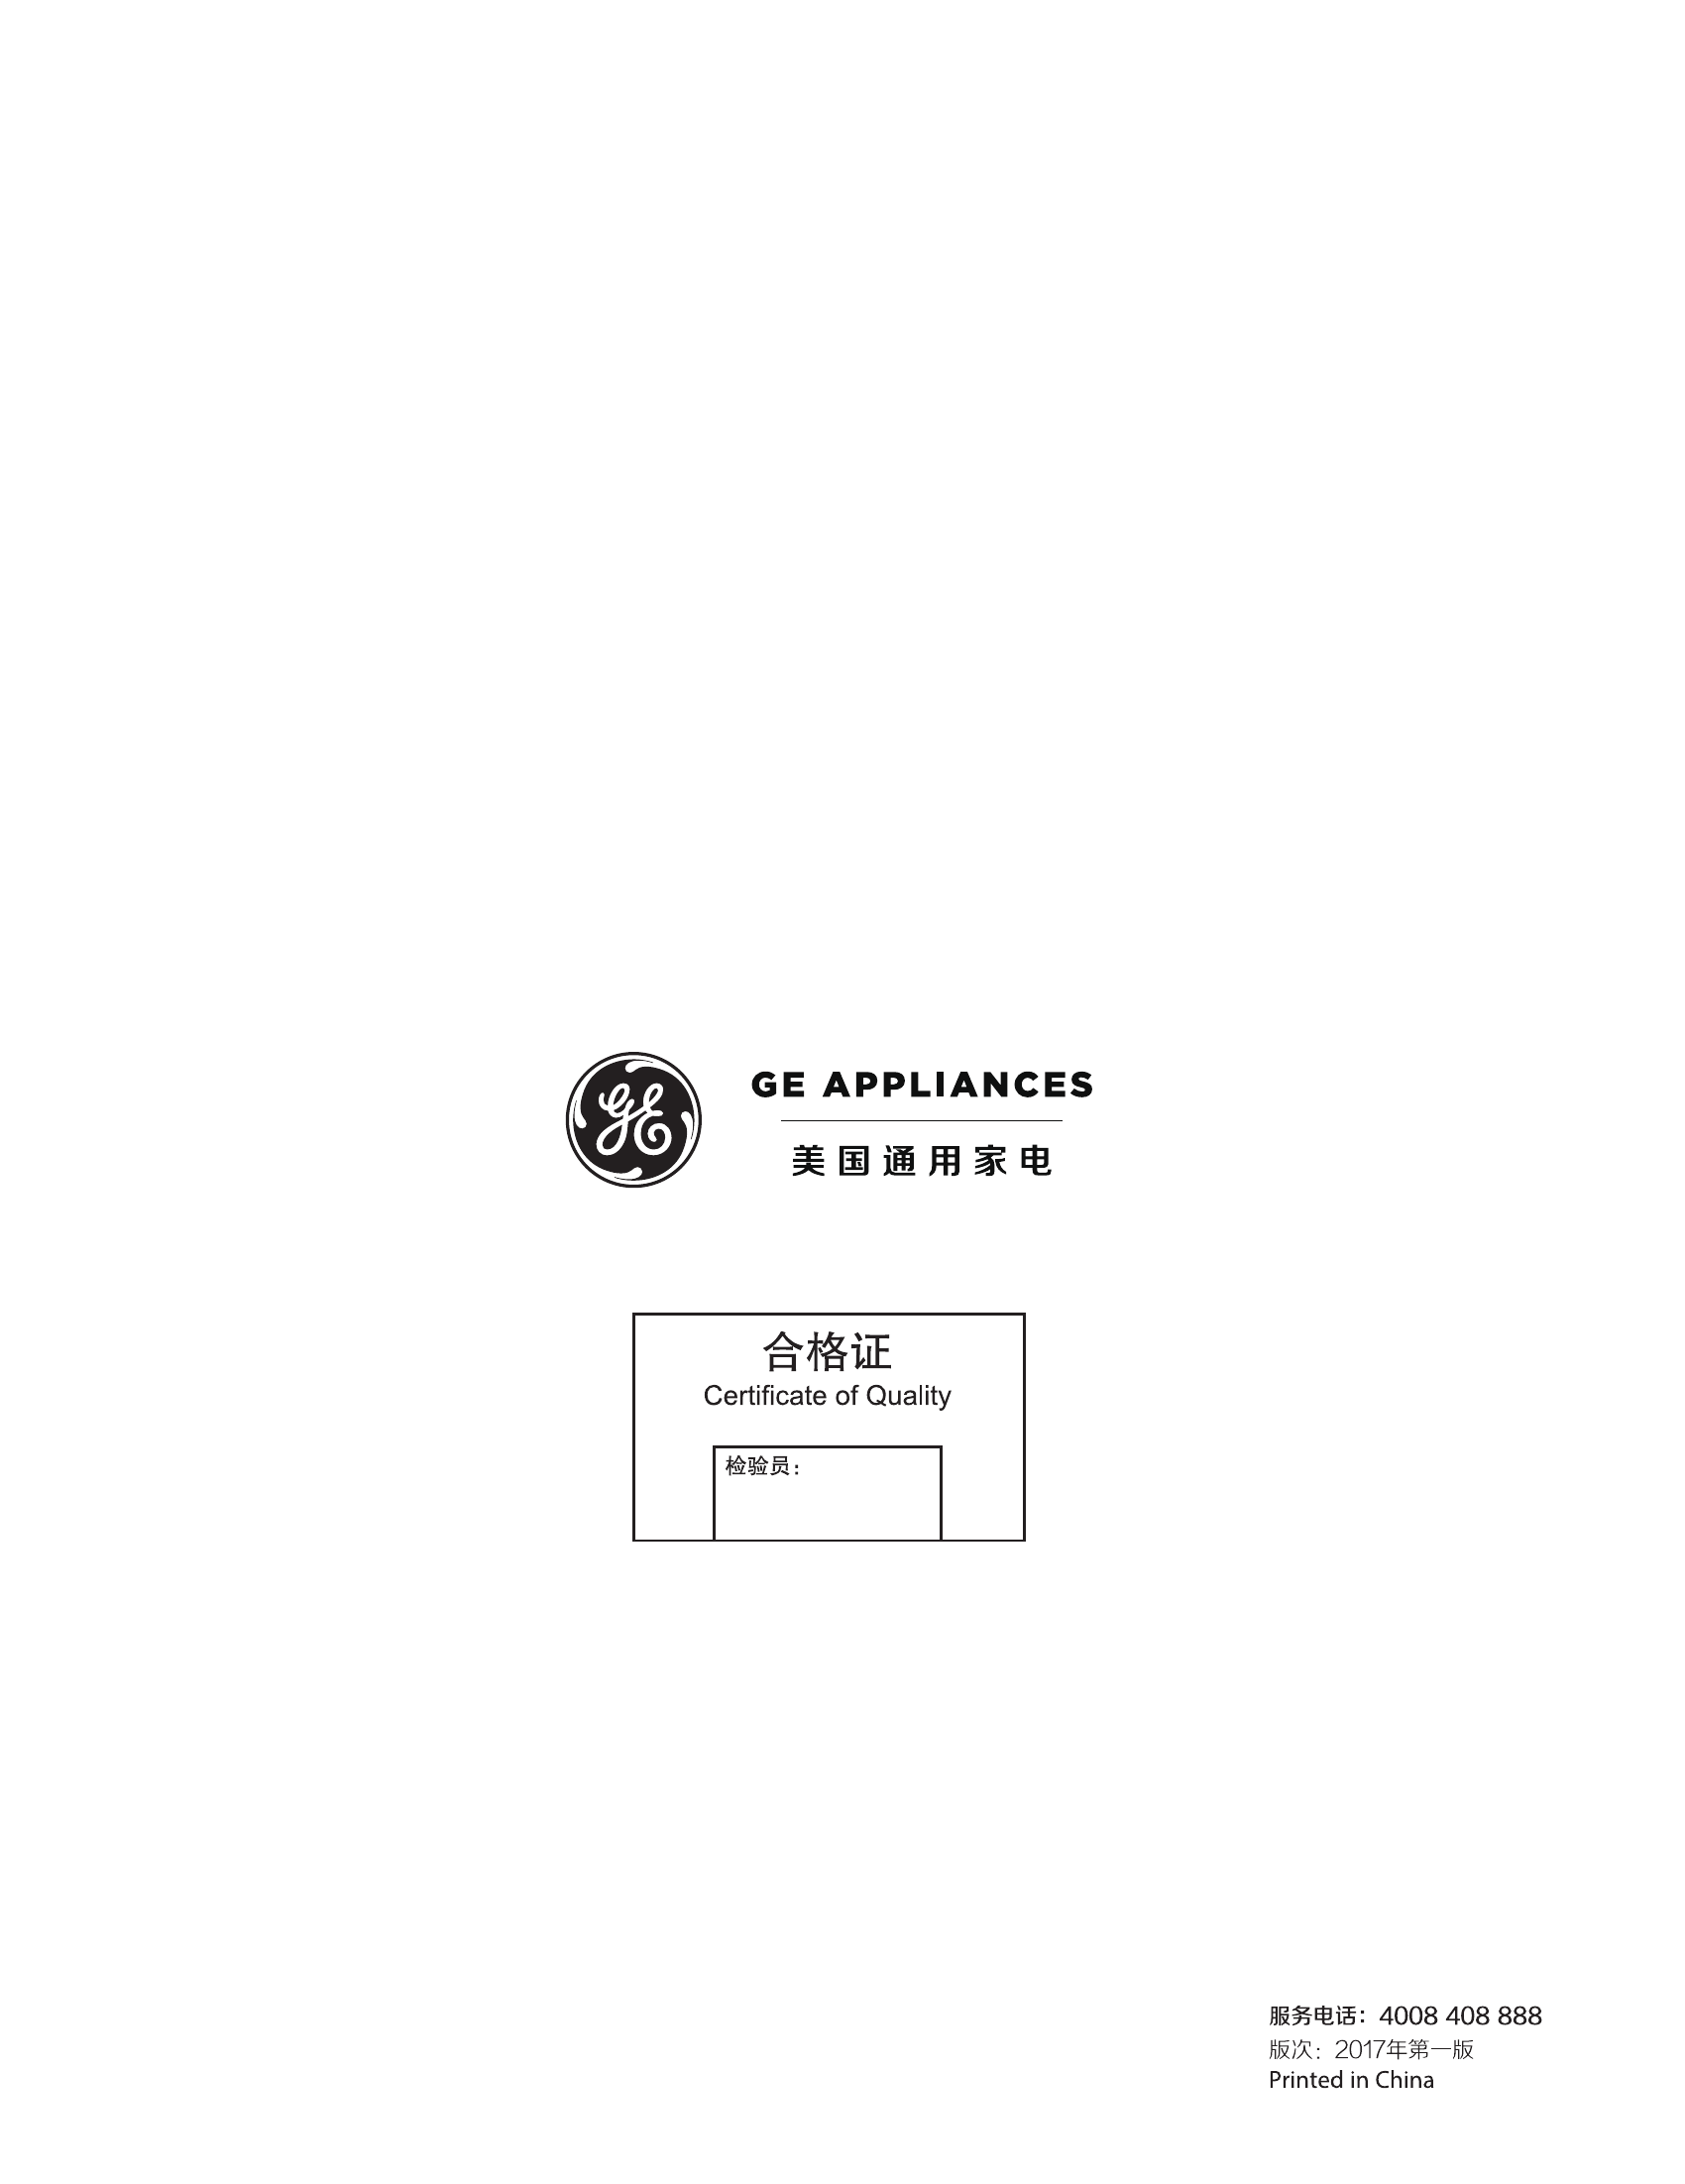 GE
GE APPLIANCES
美国通用家电
合格证
Certificate of Quality
检验员：
服务电话：4008 408 888
版次：2017年第一版
Printed in China